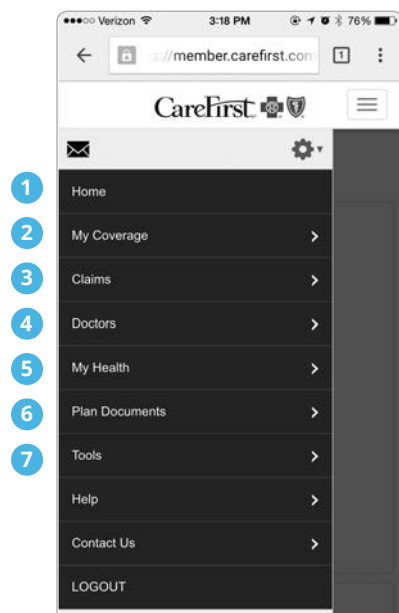 Verizon 3:18 PM 76%
://member.carefirst.com 1
CareFirst
1 Home
2 My Coverage
3 Claims
4 Doctors
5 My Health
6 Plan Documents
7 Tools
Help
Contact Us
LOGOUT